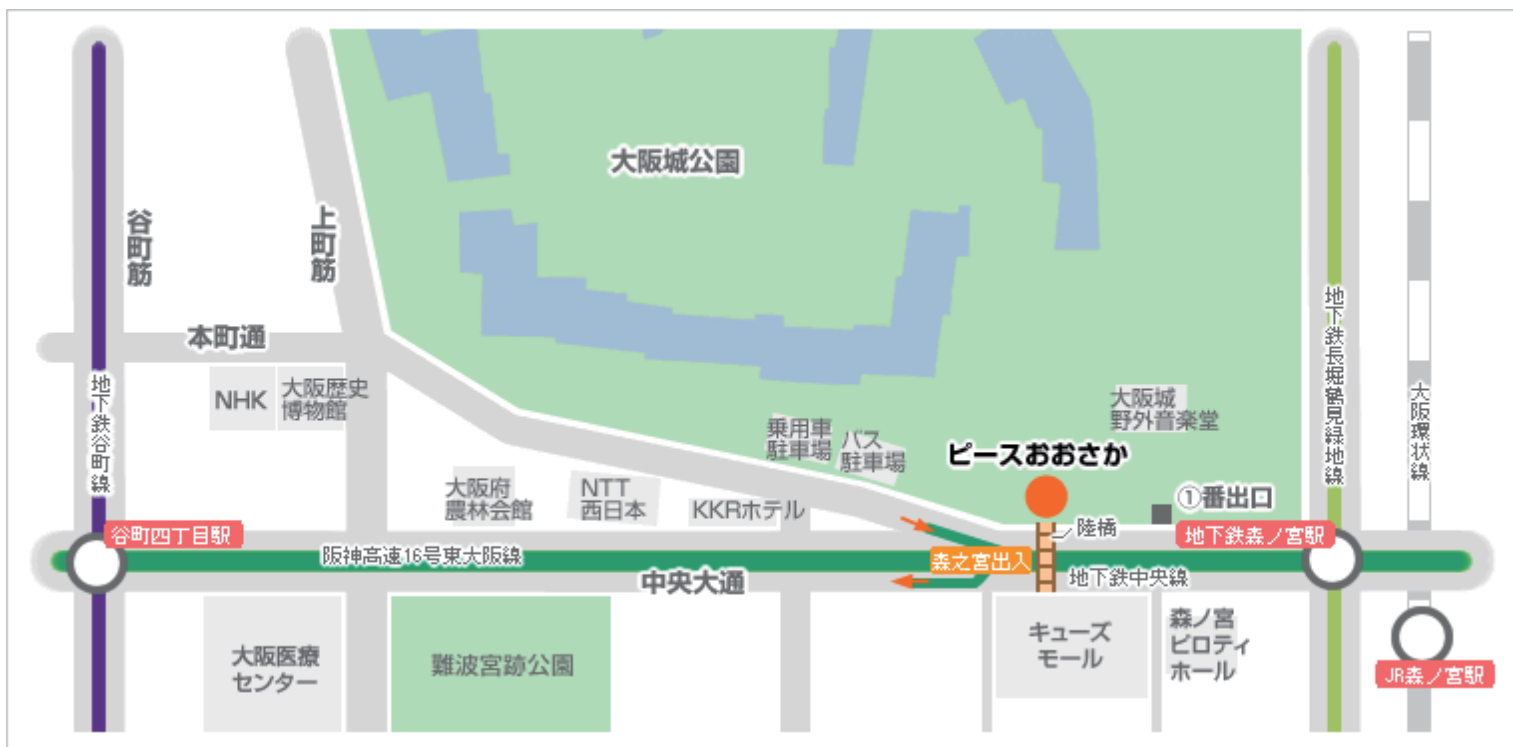 大阪城公園
谷町筋
上町筋
本町通
地下鉄谷町線
NHK
大阪歴史
博物館
地下鉄長堀鶴見緑地線
大阪環状線
乗用車
駐車場
バス
駐車場
大阪城
野外音楽堂
ピースおおさか
大阪府
農林会館
NTT
西日本
KKRホテル
①番出口
陸橋
谷町四丁目駅
地下鉄森ノ宮駅
阪神高速16号東大阪線
森之宮出入
中央大通
地下鉄中央線
大阪医療
センター
難波宮跡公園
キューズ
モール
森ノ宮
ピロティ
ホール
JR森ノ宮駅